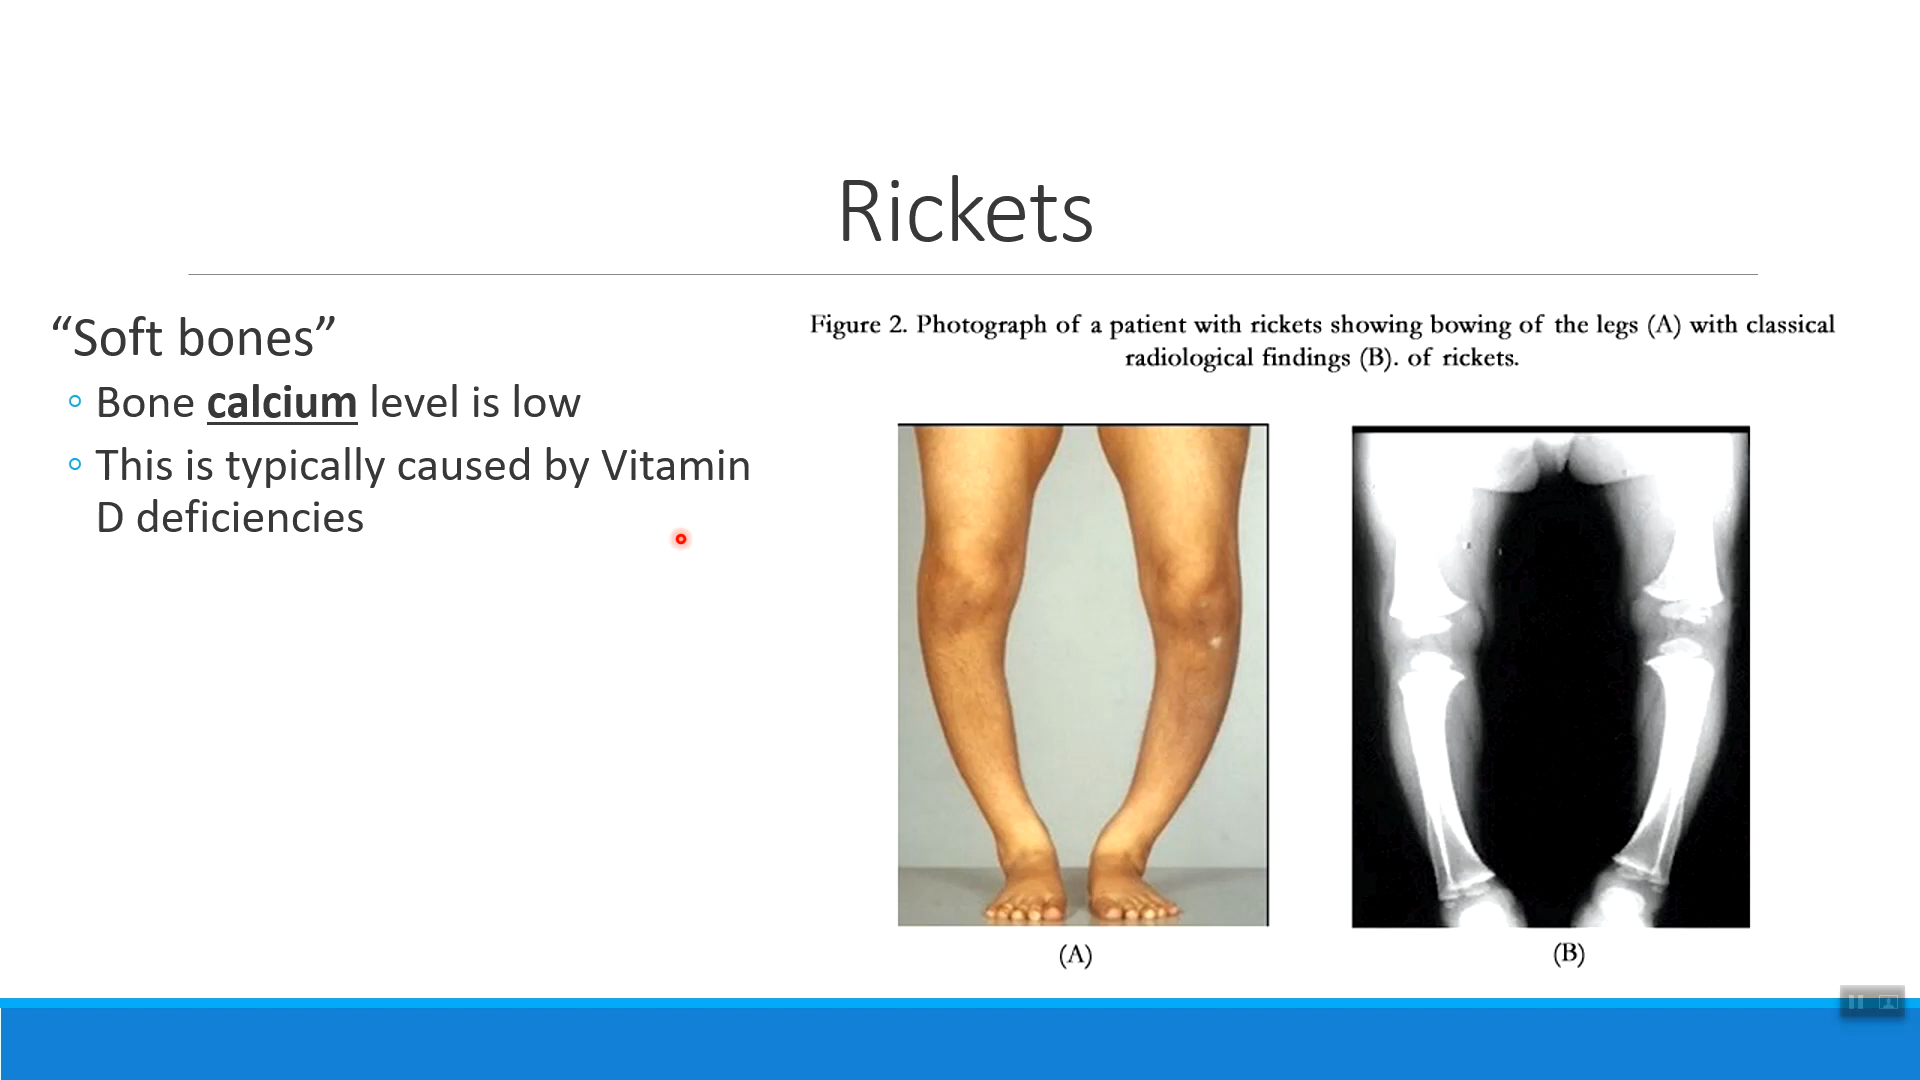 Rickets
“Soft bones”
Bone calcium level is low
This is typically caused by Vitamin
D deficiencies
Figure 2. Photograph of a patient with rickets showing bowing of the legs (A) with classical
radiological findings (B). of rickets.
(A)
(B)